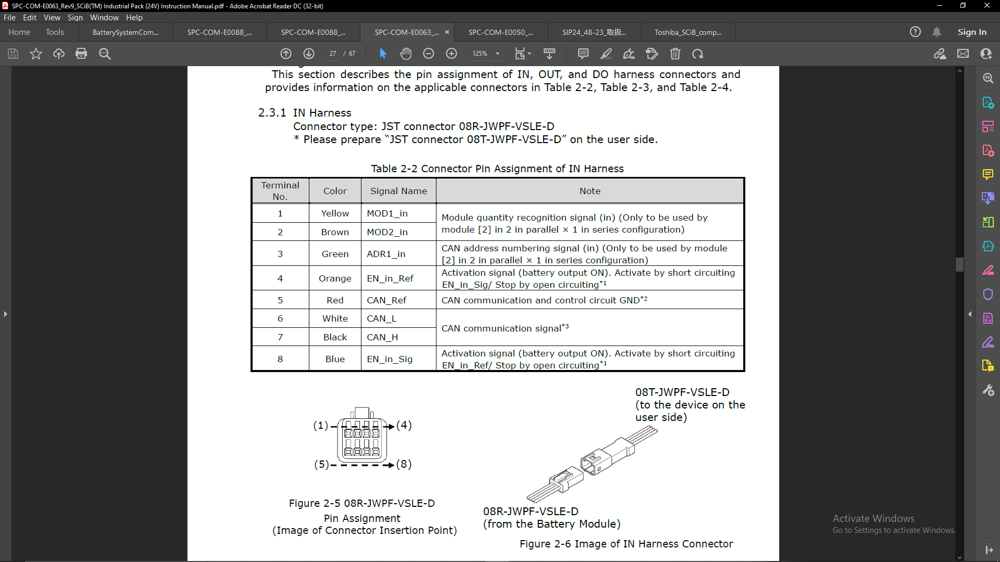 SPC-COM-E0063_Rev9_SCiB(TM) Industrial Pack (24V) Instruction Manual.pdf - Adobe Acrobat Reader DC (32-bit)
File Edit View Sign Window Help
Home Tools BatterySystemCom... SPC-COM-E0088_... SPC-COM-E0088_... SPC-COM-E0063_... × SPC-COM-E0050_... SIP24_48-23_取扱... Toshiba_SCiB_comp... Sign In
27 / 67 125%
This section describes the pin assignment of IN, OUT, and DO harness connectors and
provides information on the applicable connectors in Table 2-2, Table 2-3, and Table 2-4.
2.3.1 IN Harness
Connector type: JST connector 08R-JWPF-VSLE-D
* Please prepare “JST connector 08T-JWPF-VSLE-D” on the user side.
Table 2-2 Connector Pin Assignment of IN Harness
Terminal No. Color Signal Name Note
1 Yellow MOD1_in
Module quantity recognition signal (in) (Only to be used by
module [2] in 2 in parallel × 1 in series configuration)
2 Brown MOD2_in
3 Green ADR1_in CAN address numbering signal (in) (Only to be used by module
[2] in 2 in parallel × 1 in series configuration)
4 Orange EN_in_Ref Activation signal (battery output ON). Activate by short circuiting
EN_in_Sig/ Stop by open circuiting*1
5 Red CAN_Ref CAN communication and control circuit GND*2
6 White CAN_L
CAN communication signal*3
7 Black CAN_H
8 Blue EN_in_Sig Activation signal (battery output ON). Activate by short circuiting
EN_in_Ref/ Stop by open circuiting*1
08T-JWPF-VSLE-D
(to the device on the
user side)
(1) (4)
(5) (8)
Figure 2-5 08R-JWPF-VSLE-D
Pin Assignment
(Image of Connector Insertion Point)
08R-JWPF-VSLE-D
(from the Battery Module)
Figure 2-6 Image of IN Harness Connector
Activate Windows
Go to Settings to activate Windows.